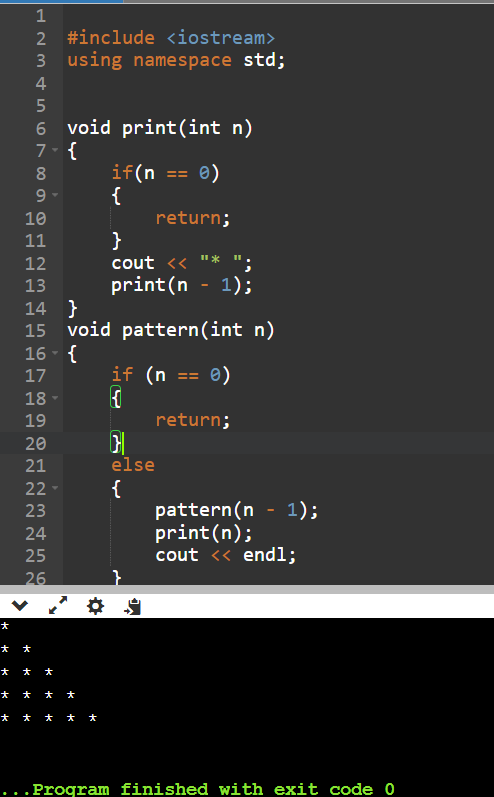 1
2 #include <iostream>
3 using namespace std;
4
5
6 void print(int n)
7 {
8     if(n == 0)
9     {
10         return;
11     }
12     cout << "* ";
13     print(n - 1);
14 }
15 void pattern(int n)
16 {
17     if (n == 0)
18     {
19         return;
20     }
21     else
22     {
23         pattern(n - 1);
24         print(n);
25         cout << endl;
26     }
*
* *
* * *
* * * *
* * * * *
...Program finished with exit code 0